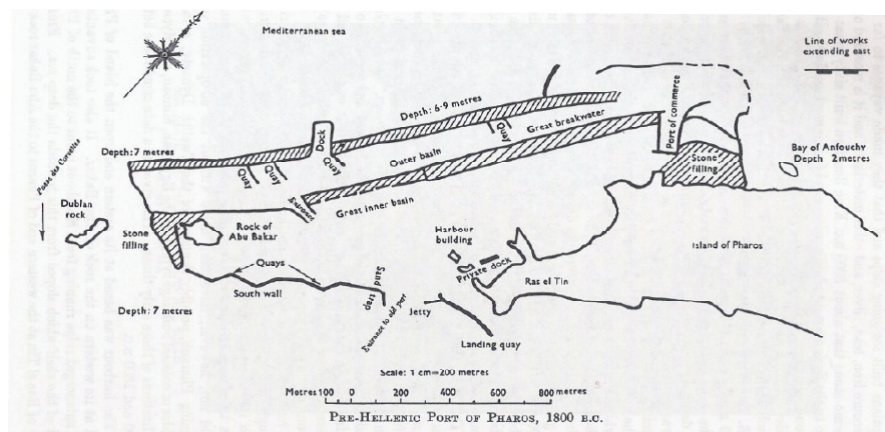 Mediterranean sea
Line of works
extending east
Depth: 6-9 metres
Dock
Quay
Quay
Great breakwater
Port of commerce
Depth: 7 metres
Outer basin
Bay of Anfouchy
Depth 2 metres
Stone
filling
Quay
Quay
Passe des Corvettes
Entrance
Great inner basin
Dublan
rock
Stone
filling
Rock of
Abu Bakar
Harbour
building
Island of Pharos
Quays
Private dock
Ras el Tin
South wall
Sand
Depth: 7 metres
Entrance to old port
Jetty
Landing quay
Scale: 1 cm=200 metres
Metres 100 0 200 400 600 800 metres
PRE-HELLENIC PORT OF PHAROS, 1800 B.C.